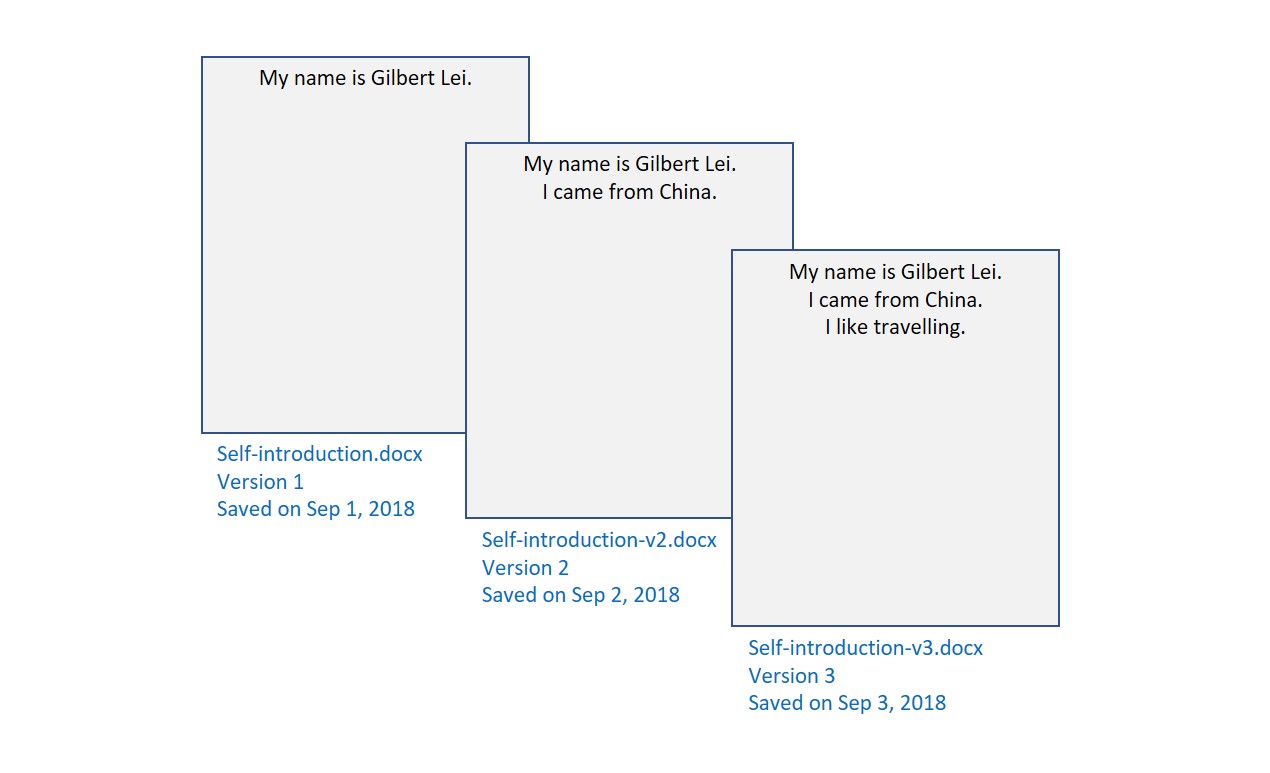 My name is Gilbert Lei.
Self-introduction.docx
Version 1
Saved on Sep 1, 2018
My name is Gilbert Lei.
I came from China.
Self-introduction-v2.docx
Version 2
Saved on Sep 2, 2018
My name is Gilbert Lei.
I came from China.
I like travelling.
Self-introduction-v3.docx
Version 3
Saved on Sep 3, 2018